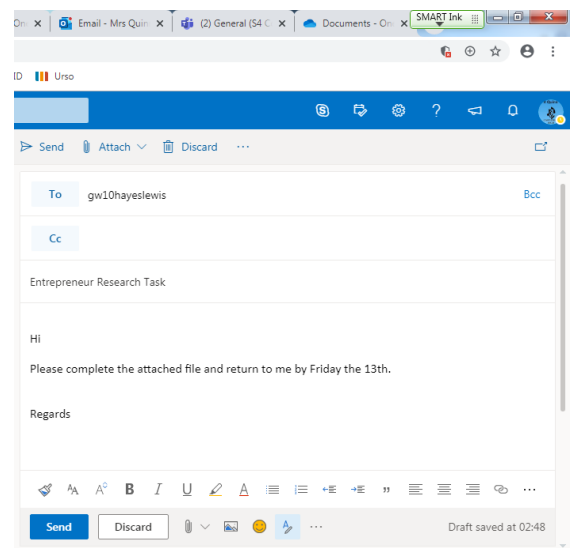 On
Email - Mrs Quin
(2) General (S4 C
Documents - On
SMART Ink
ID Urso
Send Attach Discard
To gw10hayeslewis Bcc
Cc
Entrepreneur Research Task
Hi
Please complete the attached file and return to me by Friday the 13th.
Regards
Send Discard Draft saved at 02:48